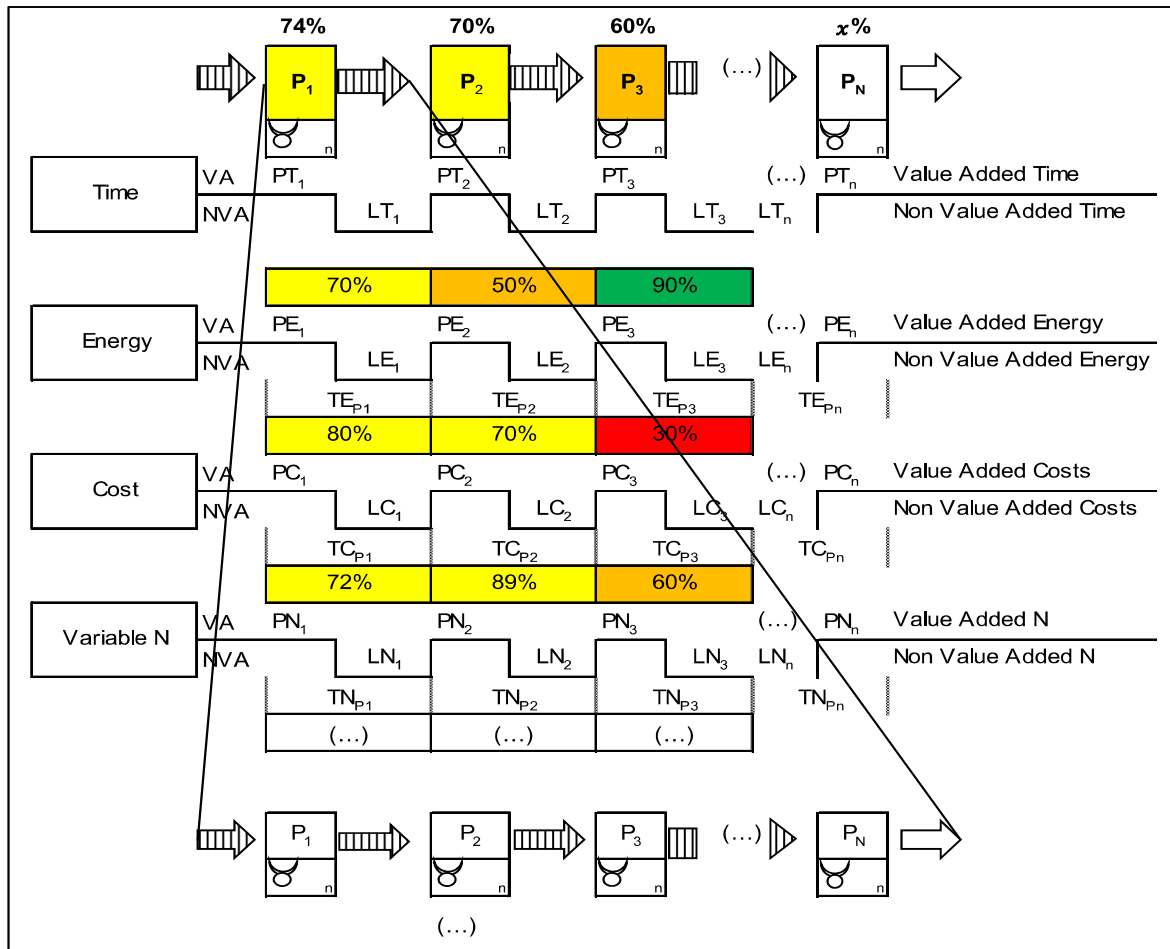 74% 70% 60% x%
P1 P2 P3 (...) PN
n n n n
Time VA PT1 PT2 PT3 (...) PTn Value Added Time
NVA LT1 LT2 LT3 LTn Non Value Added Time
70% 50% 90%
Energy VA PE1 PE2 PE3 (...) PEn Value Added Energy
NVA LE1 LE2 LE3 LEn Non Value Added Energy
TEP1 TEP2 TEP3 TEPn
80% 70% 30%
Cost VA PC1 PC2 PC3 (...) PCn Value Added Costs
NVA LC1 LC2 LC3 LCn Non Value Added Costs
TCP1 TCP2 TCP3 TCPn
72% 89% 60%
Variable N VA PN1 PN2 PN3 (...) PNn Value Added N
NVA LN1 LN2 LN3 LNn Non Value Added N
TNP1 TNP2 TNP3 TNPn
(...) (...) (...)
P1 P2 P3 (...) PN
n n n n
(...)